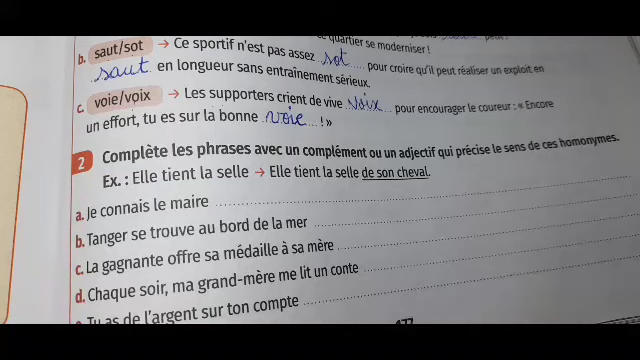 ce quartier se moderniser !
b. saut/sot → Ce sportif n'est pas assez sot pour croire qu'il peut réaliser un exploit en
saut en longueur sans entraînement sérieux.
c. voie/voix → Les supporters crient de vive voix pour encourager le coureur : « Encore
un effort, tu es sur la bonne voie ! »
2 Complète les phrases avec un complément ou un adjectif qui précise le sens de ces homonymes.
Ex. : Elle tient la selle → Elle tient la selle de son cheval.
a. Je connais le maire
b. Tanger se trouve au bord de la mer
c. La gagnante offre sa médaille à sa mère
d. Chaque soir, ma grand-mère me lit un conte
Tu as de l'argent sur ton compte